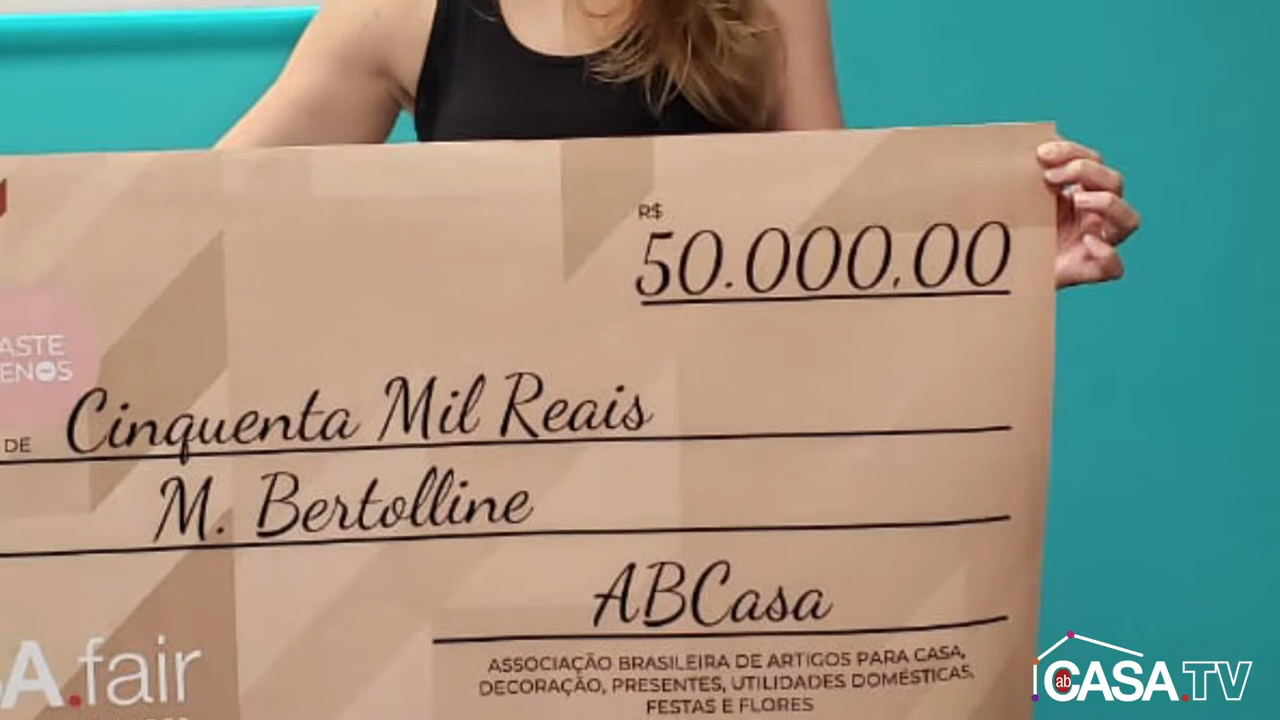 R$
50.000,00
ASTE
ENOS
DE Cinquenta Mil Reais
M. Bertolline
ABCasa
A.fair
ASSOCIAÇÃO BRASILEIRA DE ARTIGOS PARA CASA,
DECORAÇÃO, PRESENTES, UTILIDADES DOMÉSTICAS,
FESTAS E FLORES
abCASA.TV